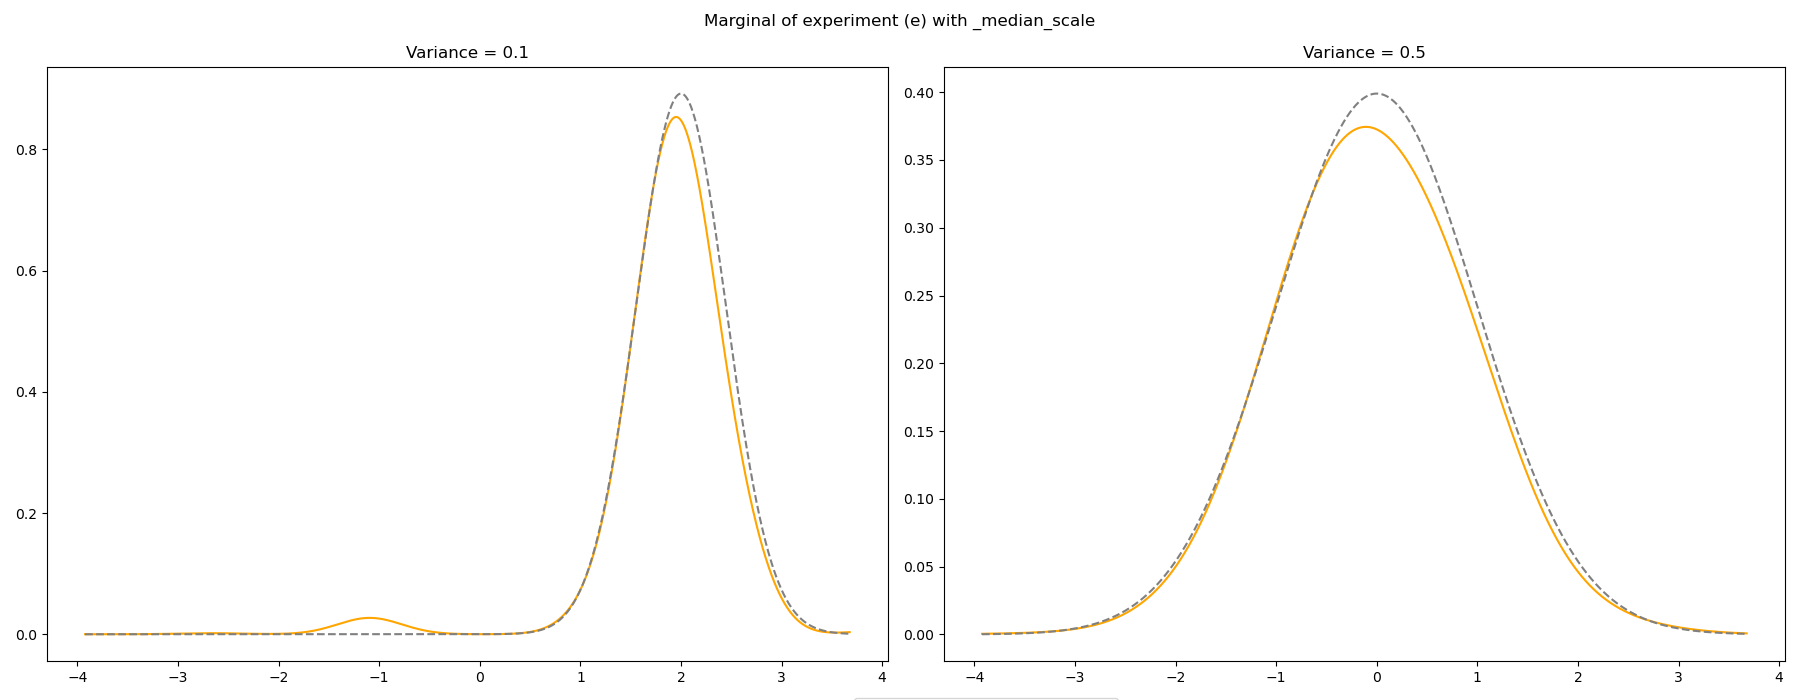 Marginal of experiment (e) with _median_scale
Variance = 0.1
0.8
0.6
0.4
0.2
0.0
−4 −3 −2 −1 0 1 2 3 4
Variance = 0.5
0.40
0.35
0.30
0.25
0.20
0.15
0.10
0.05
0.00
−4 −3 −2 −1 0 1 2 3 4